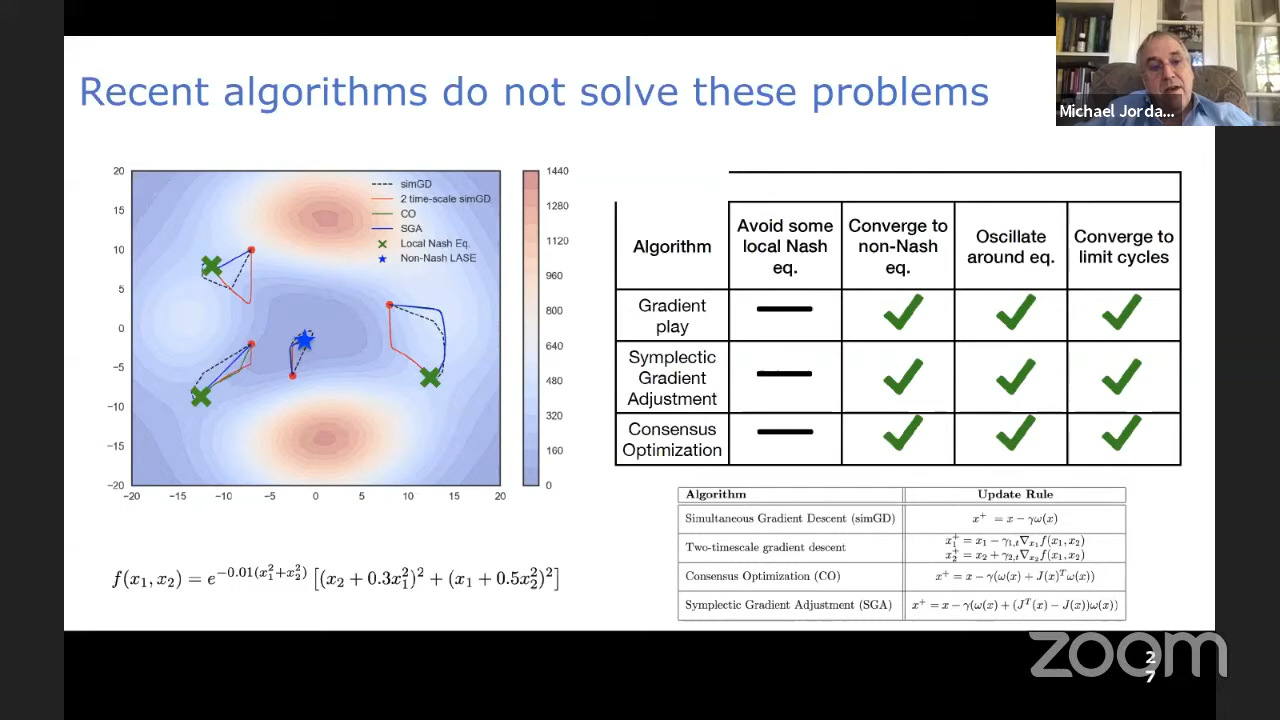 Recent algorithms do not solve these problems
Michael Jorda...
20
15
10
5
0
−5
−10
−15
−20
−20
−15
−10
−5
0
5
10
15
20
simGD
2 time-scale simGD
CO
SGA
Local Nash Eq.
Non-Nash LASE
1440
1280
1120
960
800
640
480
320
160
0
Algorithm
Avoid some
local Nash
eq.
Converge to
non-Nash
eq.
Oscillate
around eq.
Converge to
limit cycles
Gradient
play
Symplectic
Gradient
Adjustment
Consensus
Optimization
Algorithm Update Rule
Simultaneous Gradient Descent (simGD) x⁺ = x − γω(x)
Two-timescale gradient descent
x₁⁺ = x₁ − γ₁,ₜ∇ₓ₁f(x₁, x₂)
x₂⁺ = x₂ + γ₂,ₜ∇ₓ₂f(x₁, x₂)
Consensus Optimization (CO) x⁺ = x − γ(ω(x) + J(x)ᵀω(x))
Symplectic Gradient Adjustment (SGA) x⁺ = x − γ(ω(x) + (Jᵀ(x) − J(x))ω(x))
f(x₁, x₂) = e^{−0.01(x₁²+x₂²)} [(x₂ + 0.3x₁²)² + (x₁ + 0.5x₂²)²]
zoom
2
7